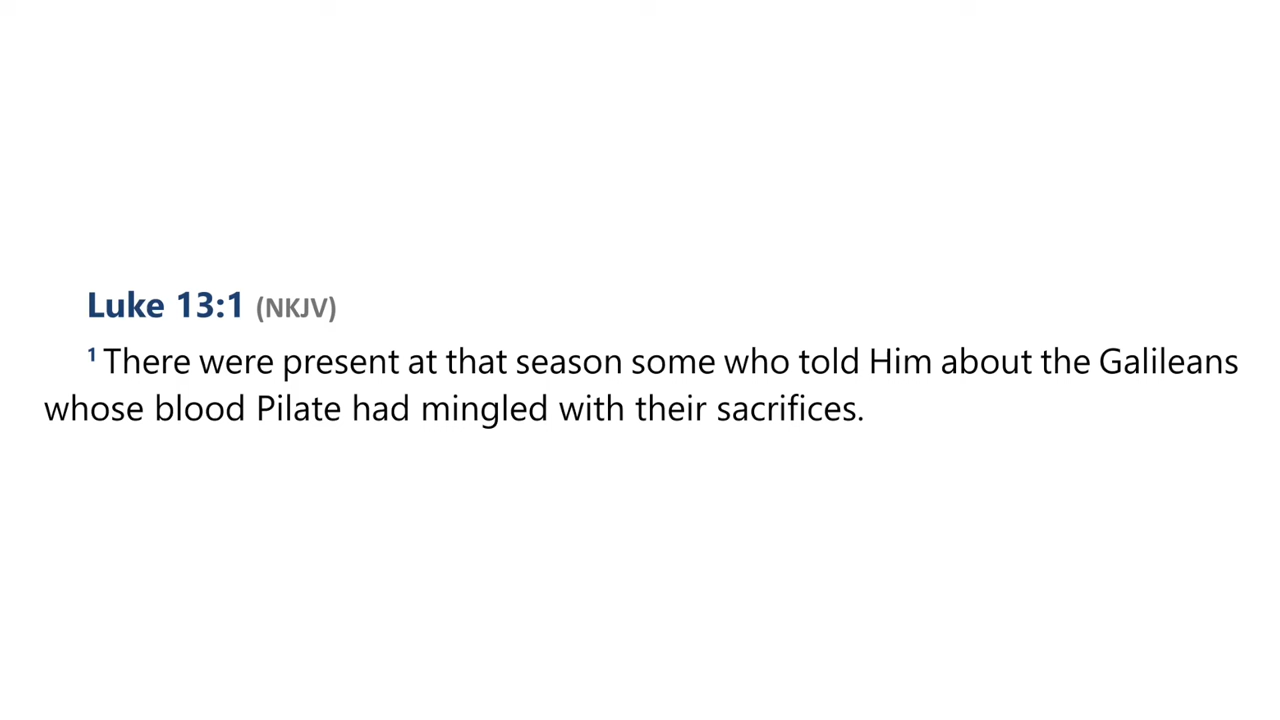 Luke 13:1 (NKJV)
1 There were present at that season some who told Him about the Galileans
whose blood Pilate had mingled with their sacrifices.